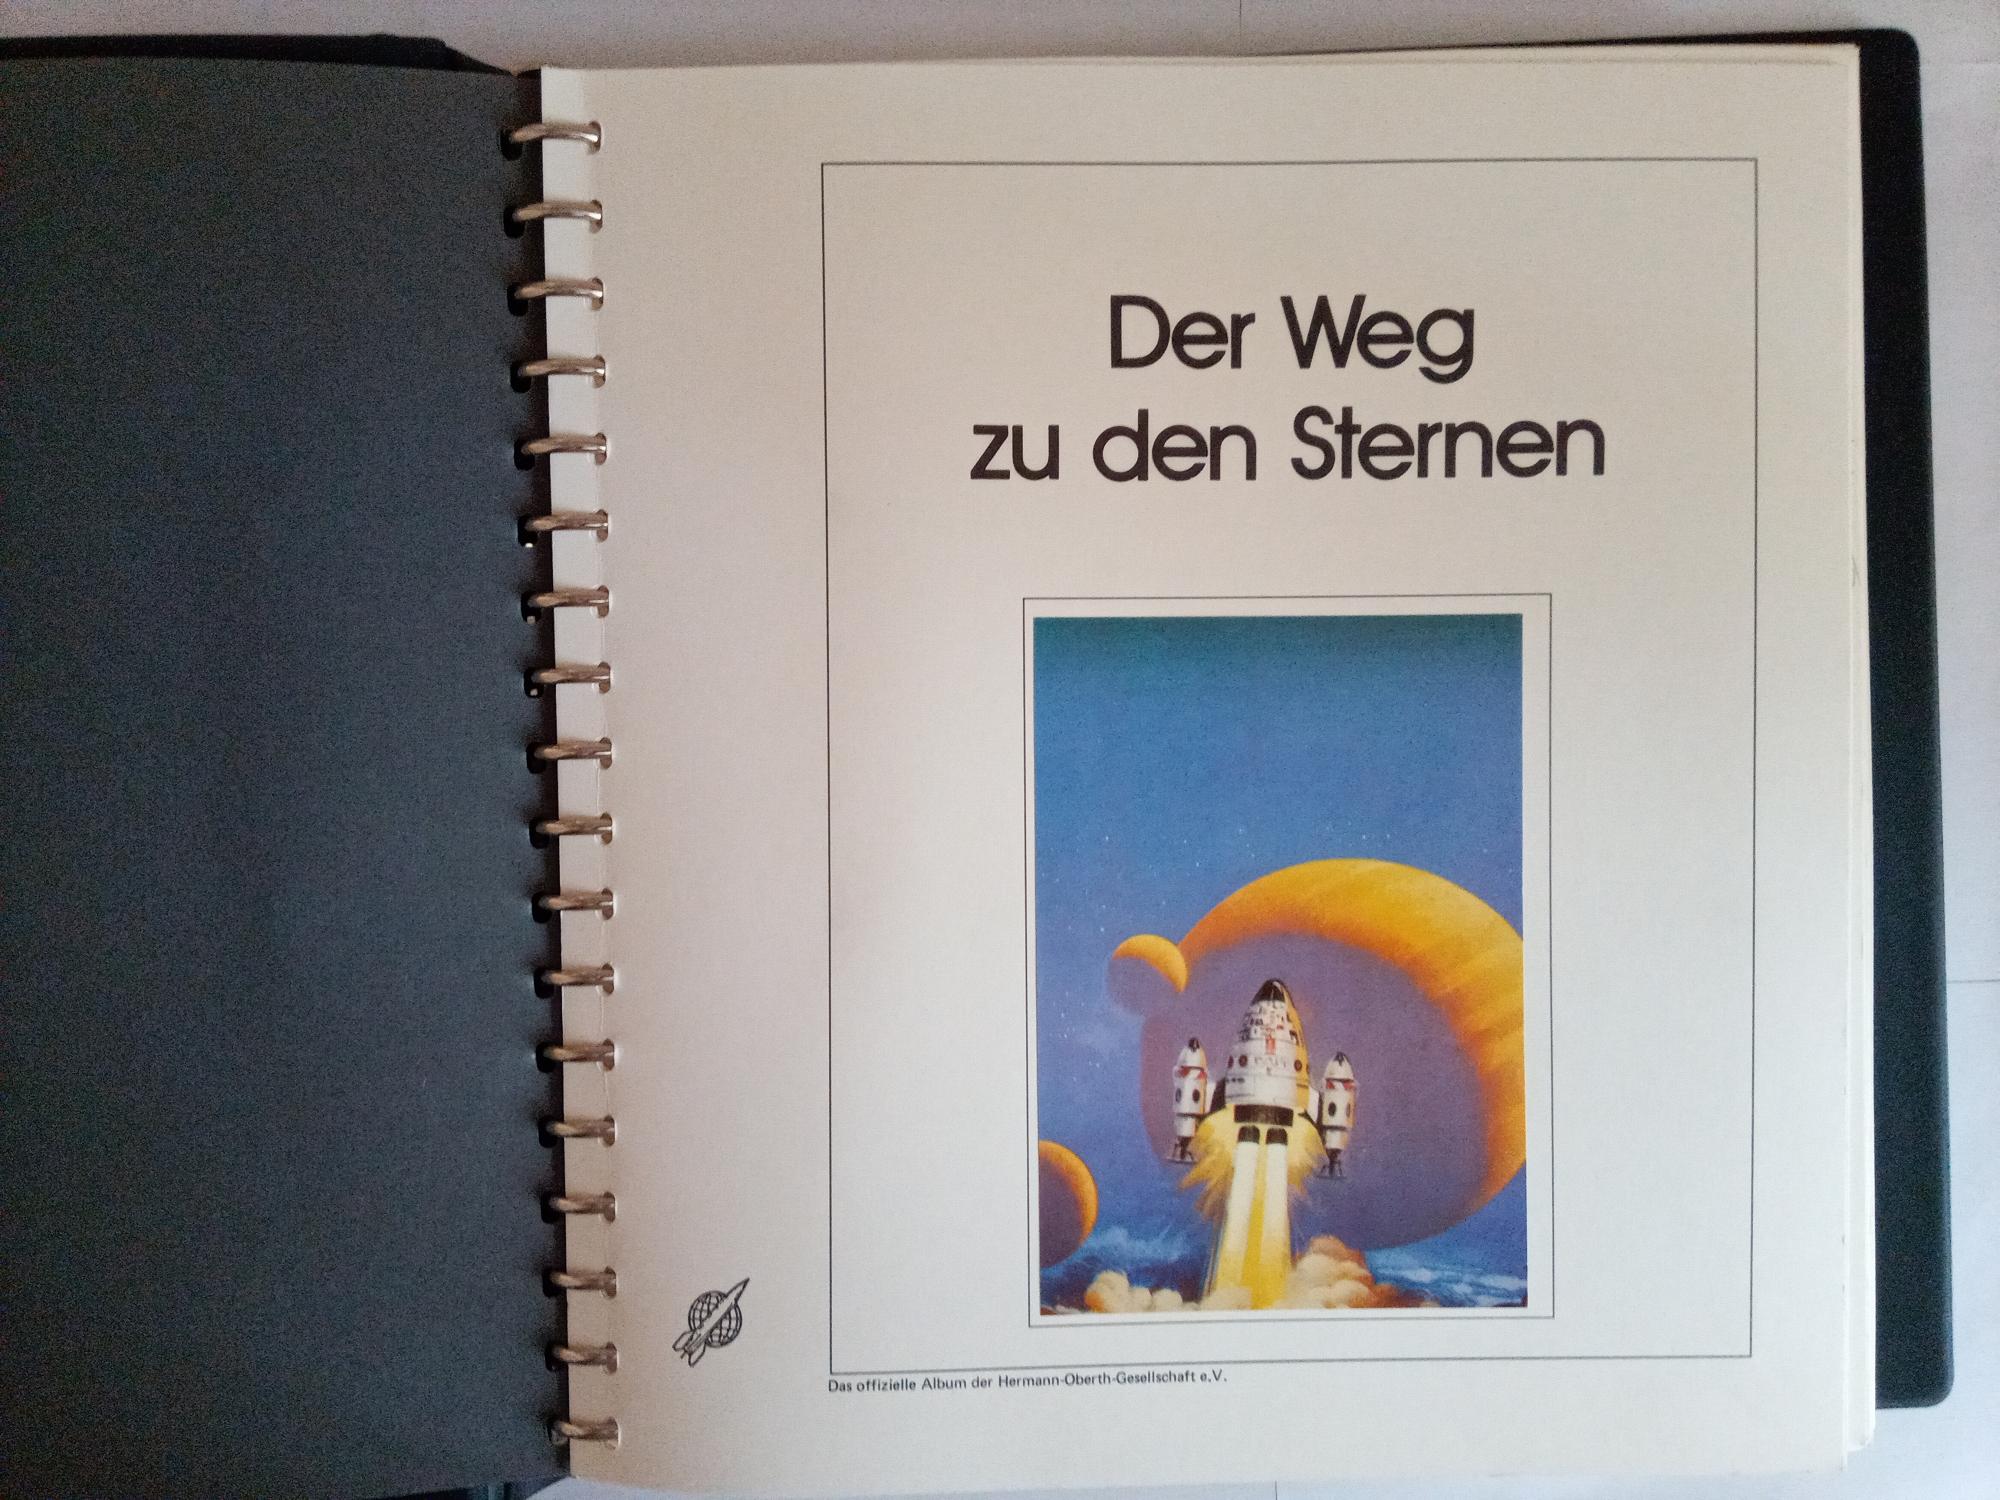 Der Weg
zu den Sternen
Das offizielle Album der Hermann-Oberth-Gesellschaft e.V.